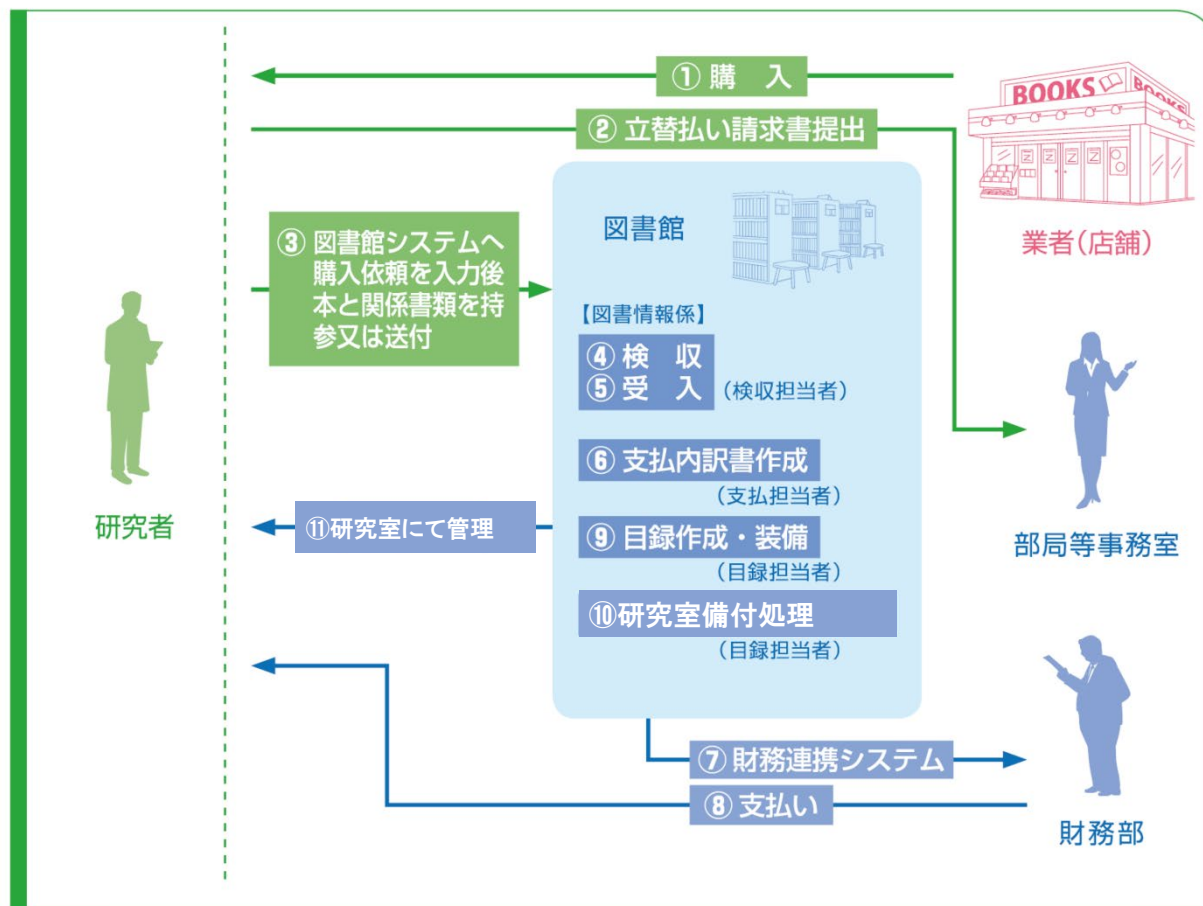 ① 購　入
BOOKS
BOOKS
② 立替払い請求書提出
業者(店舗)
図書館
③ 図書館システムへ
購入依頼を入力後
本と関係書類を持
参又は送付
【図書情報係】
④ 検　収
⑤ 受　入 (検収担当者)
⑥ 支払内訳書作成
(支払担当者)
研究者
⑪研究室にて管理
⑨ 目録作成・装備
(目録担当者)
部局等事務室
⑩研究室備付処理
(目録担当者)
⑦ 財務連携システム
⑧ 支払い
財務部